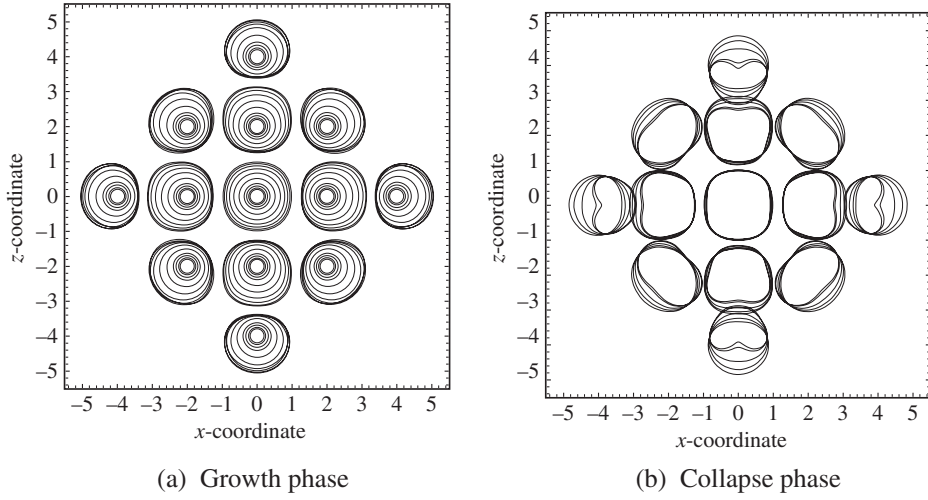 5
4
3
2
1
0
–1
–2
–3
–4
–5
z-coordinate
–5 –4 –3 –2 –1 0 1 2 3 4 5
x-coordinate
(a) Growth phase
5
4
3
2
1
0
–1
–2
–3
–4
–5
z-coordinate
–5 –4 –3 –2 –1 0 1 2 3 4 5
x-coordinate
(b) Collapse phase